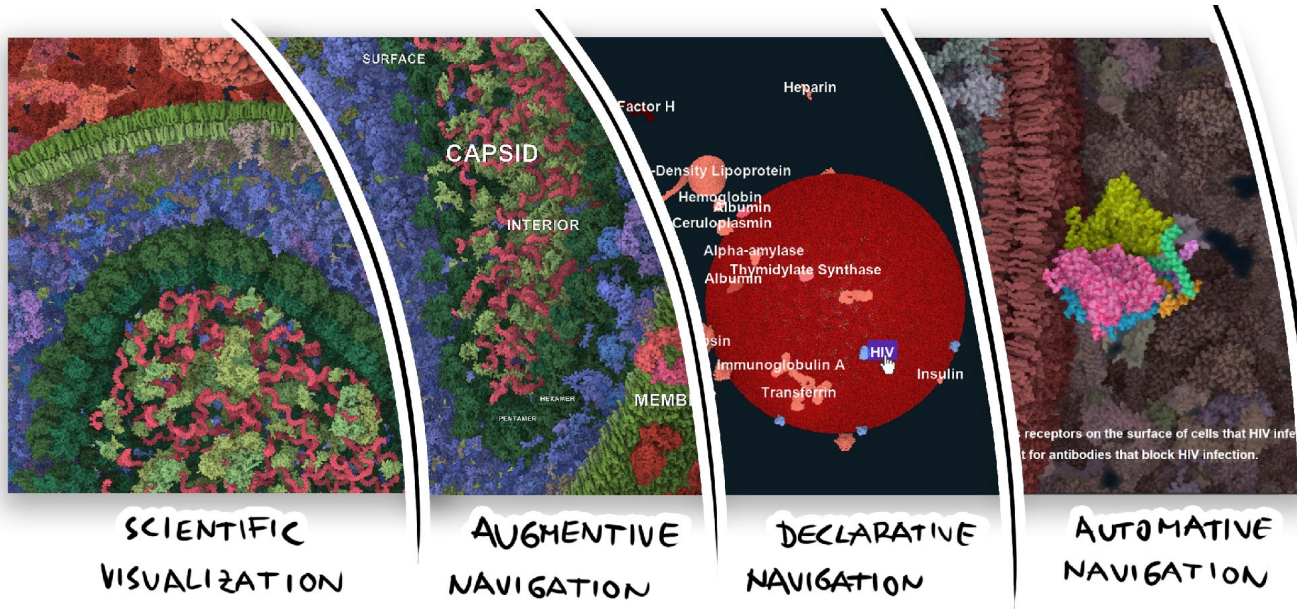 SURFACE
CAPSID
INTERIOR
HEXAMER
PENTAMER
MEMB
Heparin
Factor H
-Density Lipoprotein
Hemoglobin
Albumin
Ceruloplasmin
Alpha-amylase
Thymidylate Synthase
Albumin
HIV
Immunoglobulin A
Insulin
Transferrin
receptors on the surface of cells that HIV infe
t for antibodies that block HIV infection.
SCIENTIFIC
VISUALIZATION
AUGMENTIVE
NAVIGATION
DECLARATIVE
NAVIGATION
AUTOMATIVE
NAVIGATION